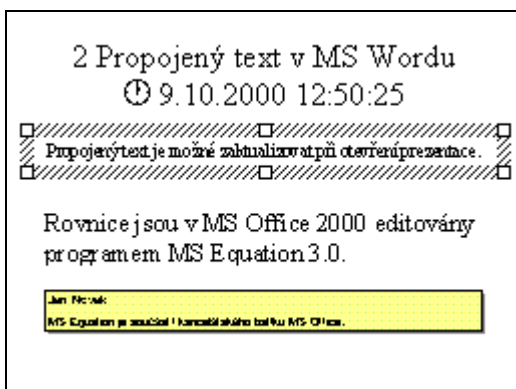 2 Propojený text v MS Wordu
9.10.2000 12:50:25
Propojený text je možné zaktualizovat při otevření prezentace.
Rovnice jsou v MS Office 2000 editovány
programem MS Equation 3.0.
Jan Novak
MS Equation je součástí kancelářského balíku MS Office.